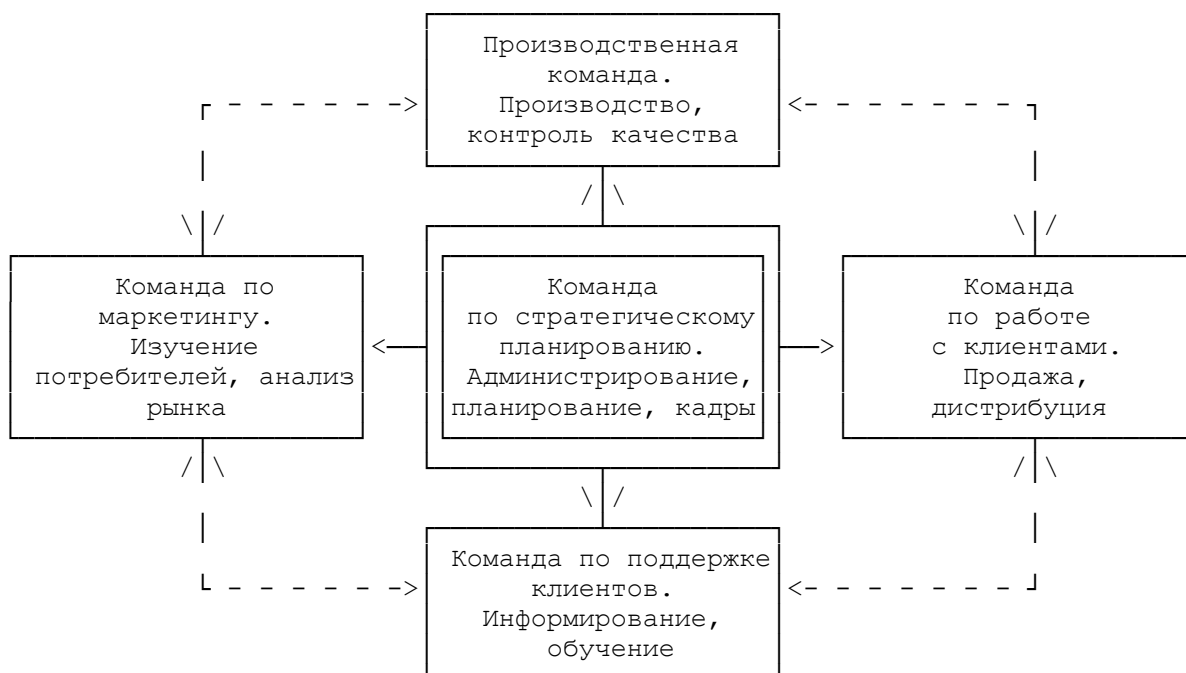 Производственная
команда.
Производство,
контроль качества
Команда по
маркетингу.
Изучение
потребителей, анализ
рынка
Команда
по стратегическому
планированию.
Администрирование,
планирование, кадры
Команда
по работе
с клиентами.
Продажа,
дистрибуция
Команда по поддержке
клиентов.
Информирование,
обучение